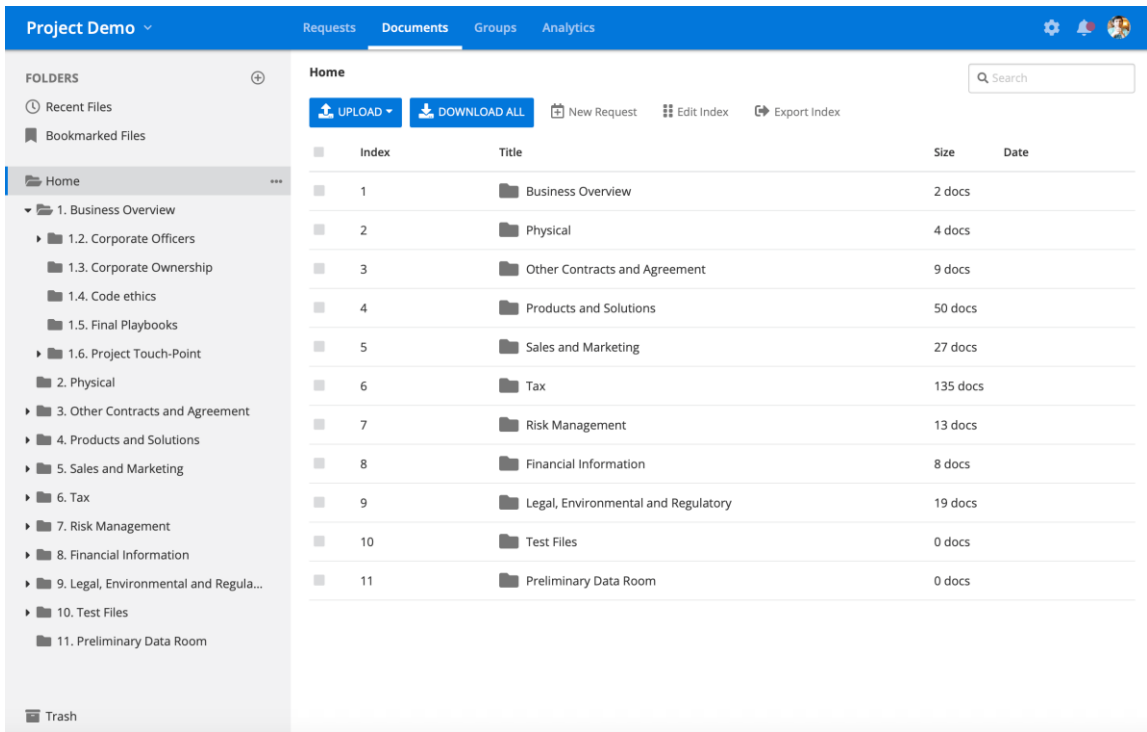 Project Demo
Requests Documents Groups Analytics
FOLDERS
Recent Files
Bookmarked Files
Home
1. Business Overview
1.2. Corporate Officers
1.3. Corporate Ownership
1.4. Code ethics
1.5. Final Playbooks
1.6. Project Touch-Point
2. Physical
3. Other Contracts and Agreement
4. Products and Solutions
5. Sales and Marketing
6. Tax
7. Risk Management
8. Financial Information
9. Legal, Environmental and Regula...
10. Test Files
11. Preliminary Data Room
Trash
Home
Search
UPLOAD DOWNLOAD ALL New Request Edit Index Export Index
Index Title Size Date
1 Business Overview 2 docs
2 Physical 4 docs
3 Other Contracts and Agreement 9 docs
4 Products and Solutions 50 docs
5 Sales and Marketing 27 docs
6 Tax 135 docs
7 Risk Management 13 docs
8 Financial Information 8 docs
9 Legal, Environmental and Regulatory 19 docs
10 Test Files 0 docs
11 Preliminary Data Room 0 docs